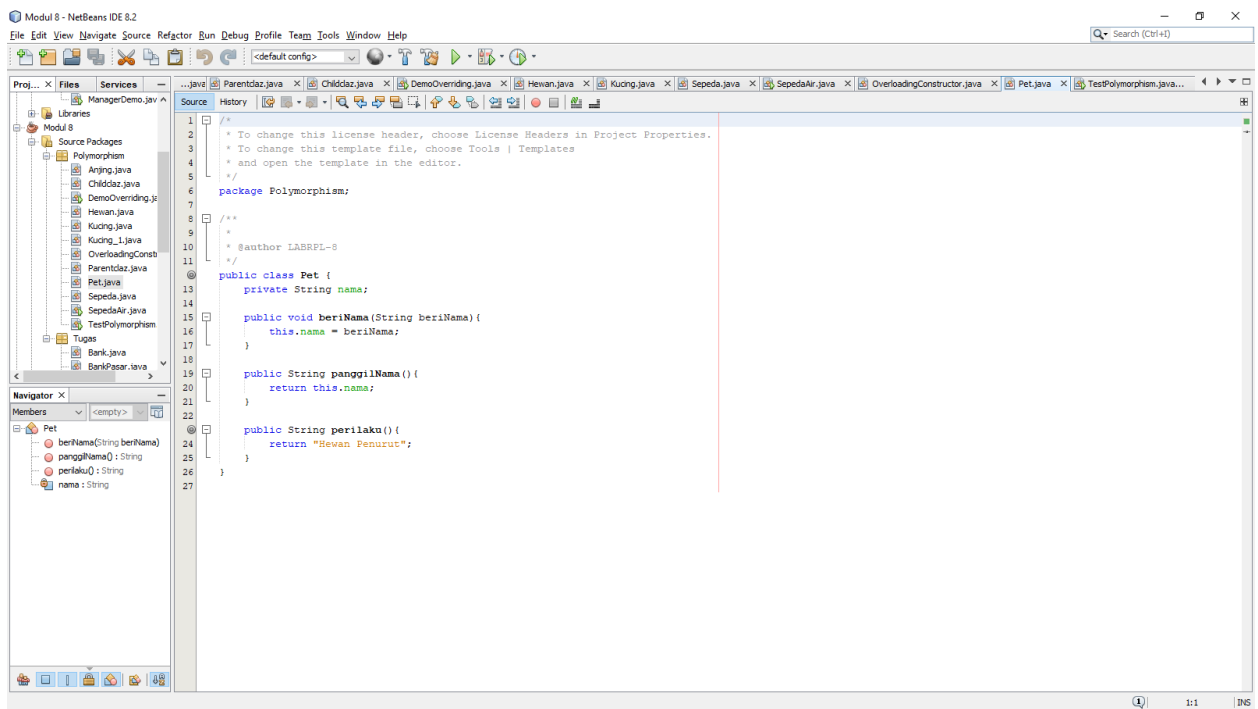 Modul 8 - NetBeans IDE 8.2
File Edit View Navigate Source Refactor Run Debug Profile Team Tools Window Help
Search (Ctrl+I)
<default config>
Proj... Files Services
...java Parentclaz.java Childclaz.java DemoOverriding.java Hewan.java Kucing.java Sepeda.java SepedaAir.java OverloadingConstructor.java Pet.java TestPolymorphism.java...
Source History
ManagerDemo.jav
Libraries
Modul 8
Source Packages
Polymorphism
Anjing.java
Childclaz.java
DemoOverriding.ja
Hewan.java
Kucing.java
Kucing_1.java
OverloadingConstr
Parentclaz.java
Pet.java
Sepeda.java
SepedaAir.java
TestPolymorphism
Tugas
Bank.java
BankPasar.java
Navigator
Members <empty>
Pet
beriNama(String beriNama)
panggilNama() : String
perilaku() : String
nama : String
1 /*
2 * To change this license header, choose License Headers in Project Properties.
3 * To change this template file, choose Tools | Templates
4 * and open the template in the editor.
5 */
6 package Polymorphism;
7
8 /**
9 *
10 * @author LABRPL-8
11 */
public class Pet {
13 private String nama;
14
15 public void beriNama(String beriNama){
16 this.nama = beriNama;
17 }
18
19 public String panggilNama(){
20 return this.nama;
21 }
22
public String perilaku(){
24 return "Hewan Penurut";
25 }
26 }
27
1
1:1
INS